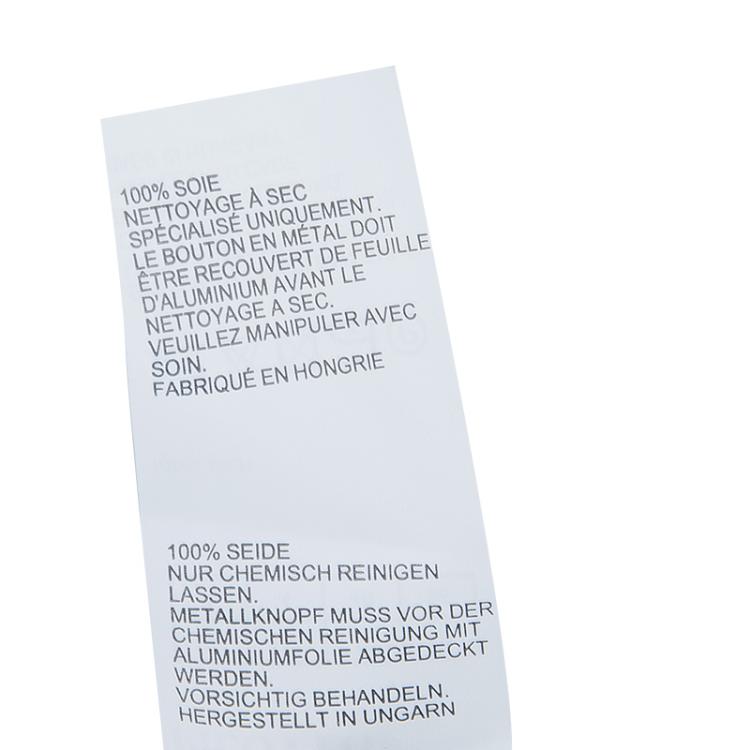 100% SOIE
NETTOYAGE À SEC
SPÉCIALISÉ UNIQUEMENT.
LE BOUTON EN MÉTAL DOIT
ÊTRE RECOUVERT DE FEUILLE
D'ALUMINIUM AVANT LE
NETTOYAGE A SEC.
VEUILLEZ MANIPULER AVEC
SOIN.
FABRIQUÉ EN HONGRIE
100% SEIDE
NUR CHEMISCH REINIGEN
LASSEN.
METALLKNOPF MUSS VOR DER
CHEMISCHEN REINIGUNG MIT
ALUMINIUMFOLIE ABGEDECKT
WERDEN.
VORSICHTIG BEHANDELN.
HERGESTELLT IN UNGARN